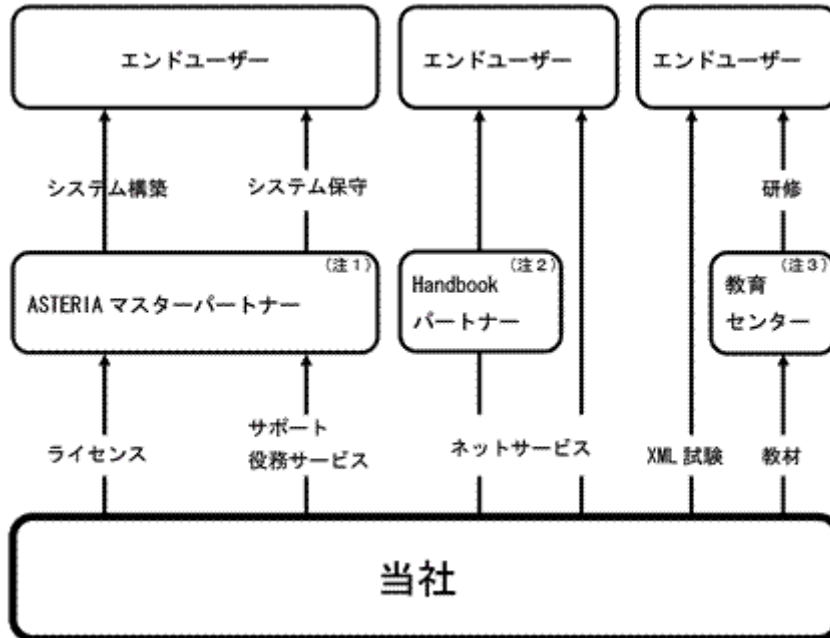 エンドユーザー
エンドユーザー
エンドユーザー
システム構築
システム保守
研修
(注1)
ASTERIA マスターパートナー
(注2)
Handbook
パートナー
(注3)
教育
センター
ライセンス
サポート
役務サービス
ネットサービス
XML 試験
教材
当社